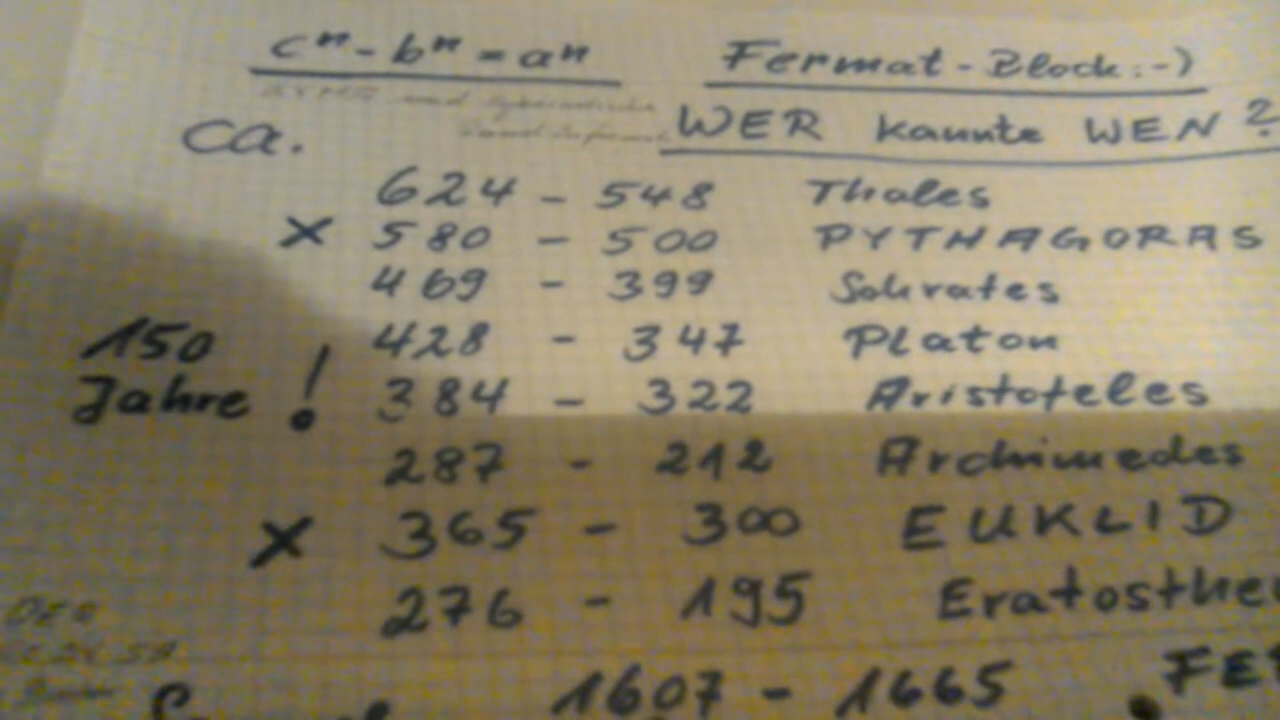 cⁿ - bⁿ = aⁿ Fermat-Block :-)
WER kannte WEN?
ca.
624 - 548 Thales
x 580 - 500 PYTHAGORAS
469 - 399 Sokrates
428 - 347 Platon
150 Jahre! 384 - 322 Aristoteles
287 - 212 Archimedes
x 365 - 300 EUKLID
276 - 195 Eratosthe
1607 - 1665